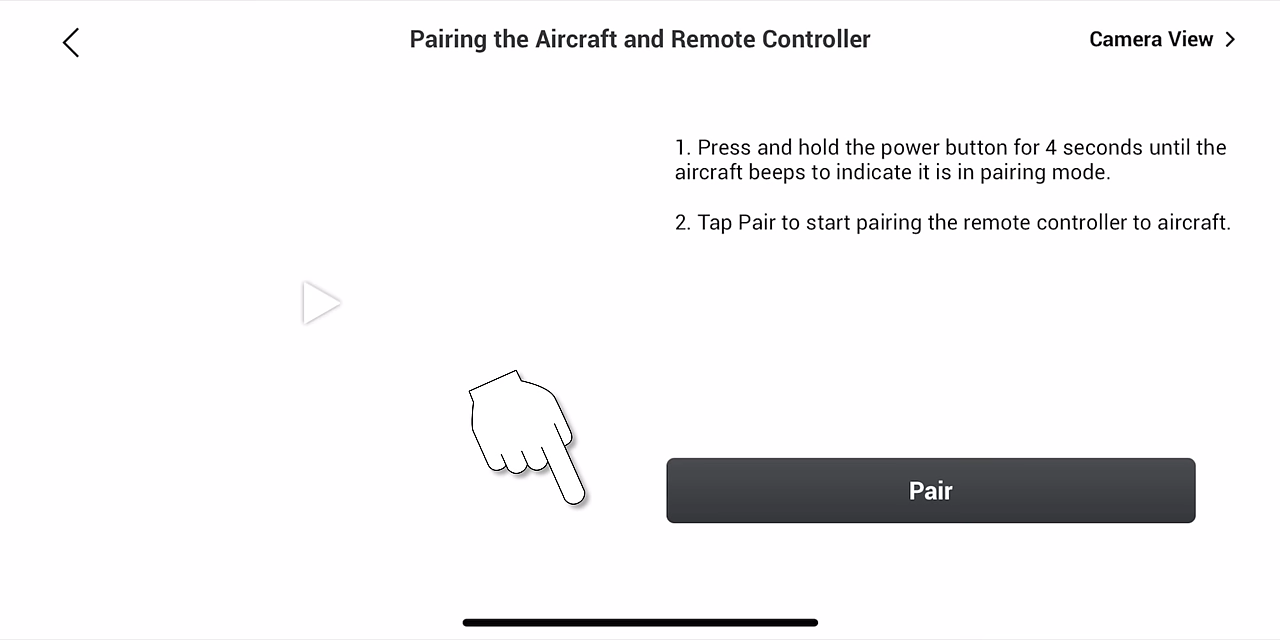 Pairing the Aircraft and Remote Controller
Camera View
1. Press and hold the power button for 4 seconds until the
aircraft beeps to indicate it is in pairing mode.
2. Tap Pair to start pairing the remote controller to aircraft.
Pair